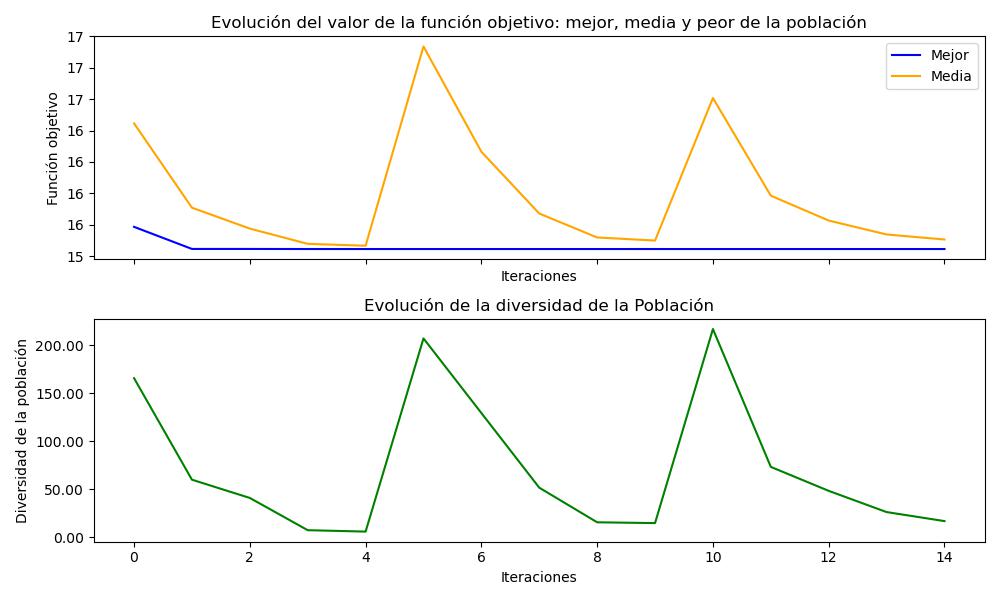 Evolución del valor de la función objetivo: mejor, media y peor de la población
17
17
17
16
16
16
16
15
Función objetivo
Mejor
Media
Iteraciones
Evolución de la diversidad de la Población
200.00
150.00
100.00
50.00
0.00
Diversidad de la población
0 2 4 6 8 10 12 14
Iteraciones